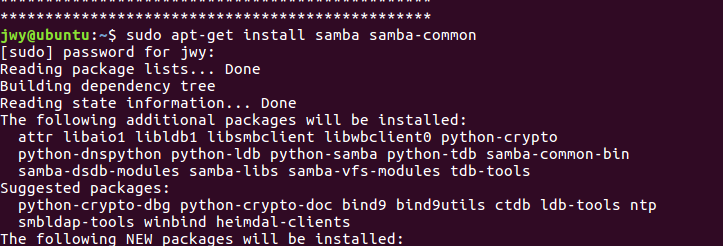 **************************************************
**************************************************
jwy@ubuntu:~$ sudo apt-get install samba samba-common
[sudo] password for jwy:
Reading package lists... Done
Building dependency tree
Reading state information... Done
The following additional packages will be installed:
  attr libaio1 libldb1 libsmbclient libwbclient0 python-crypto
  python-dnspython python-ldb python-samba python-tdb samba-common-bin
  samba-dsdb-modules samba-libs samba-vfs-modules tdb-tools
Suggested packages:
  python-crypto-dbg python-crypto-doc bind9 bind9utils ctdb ldb-tools ntp
  smbldap-tools winbind heimdal-clients
The following NEW packages will be installed: